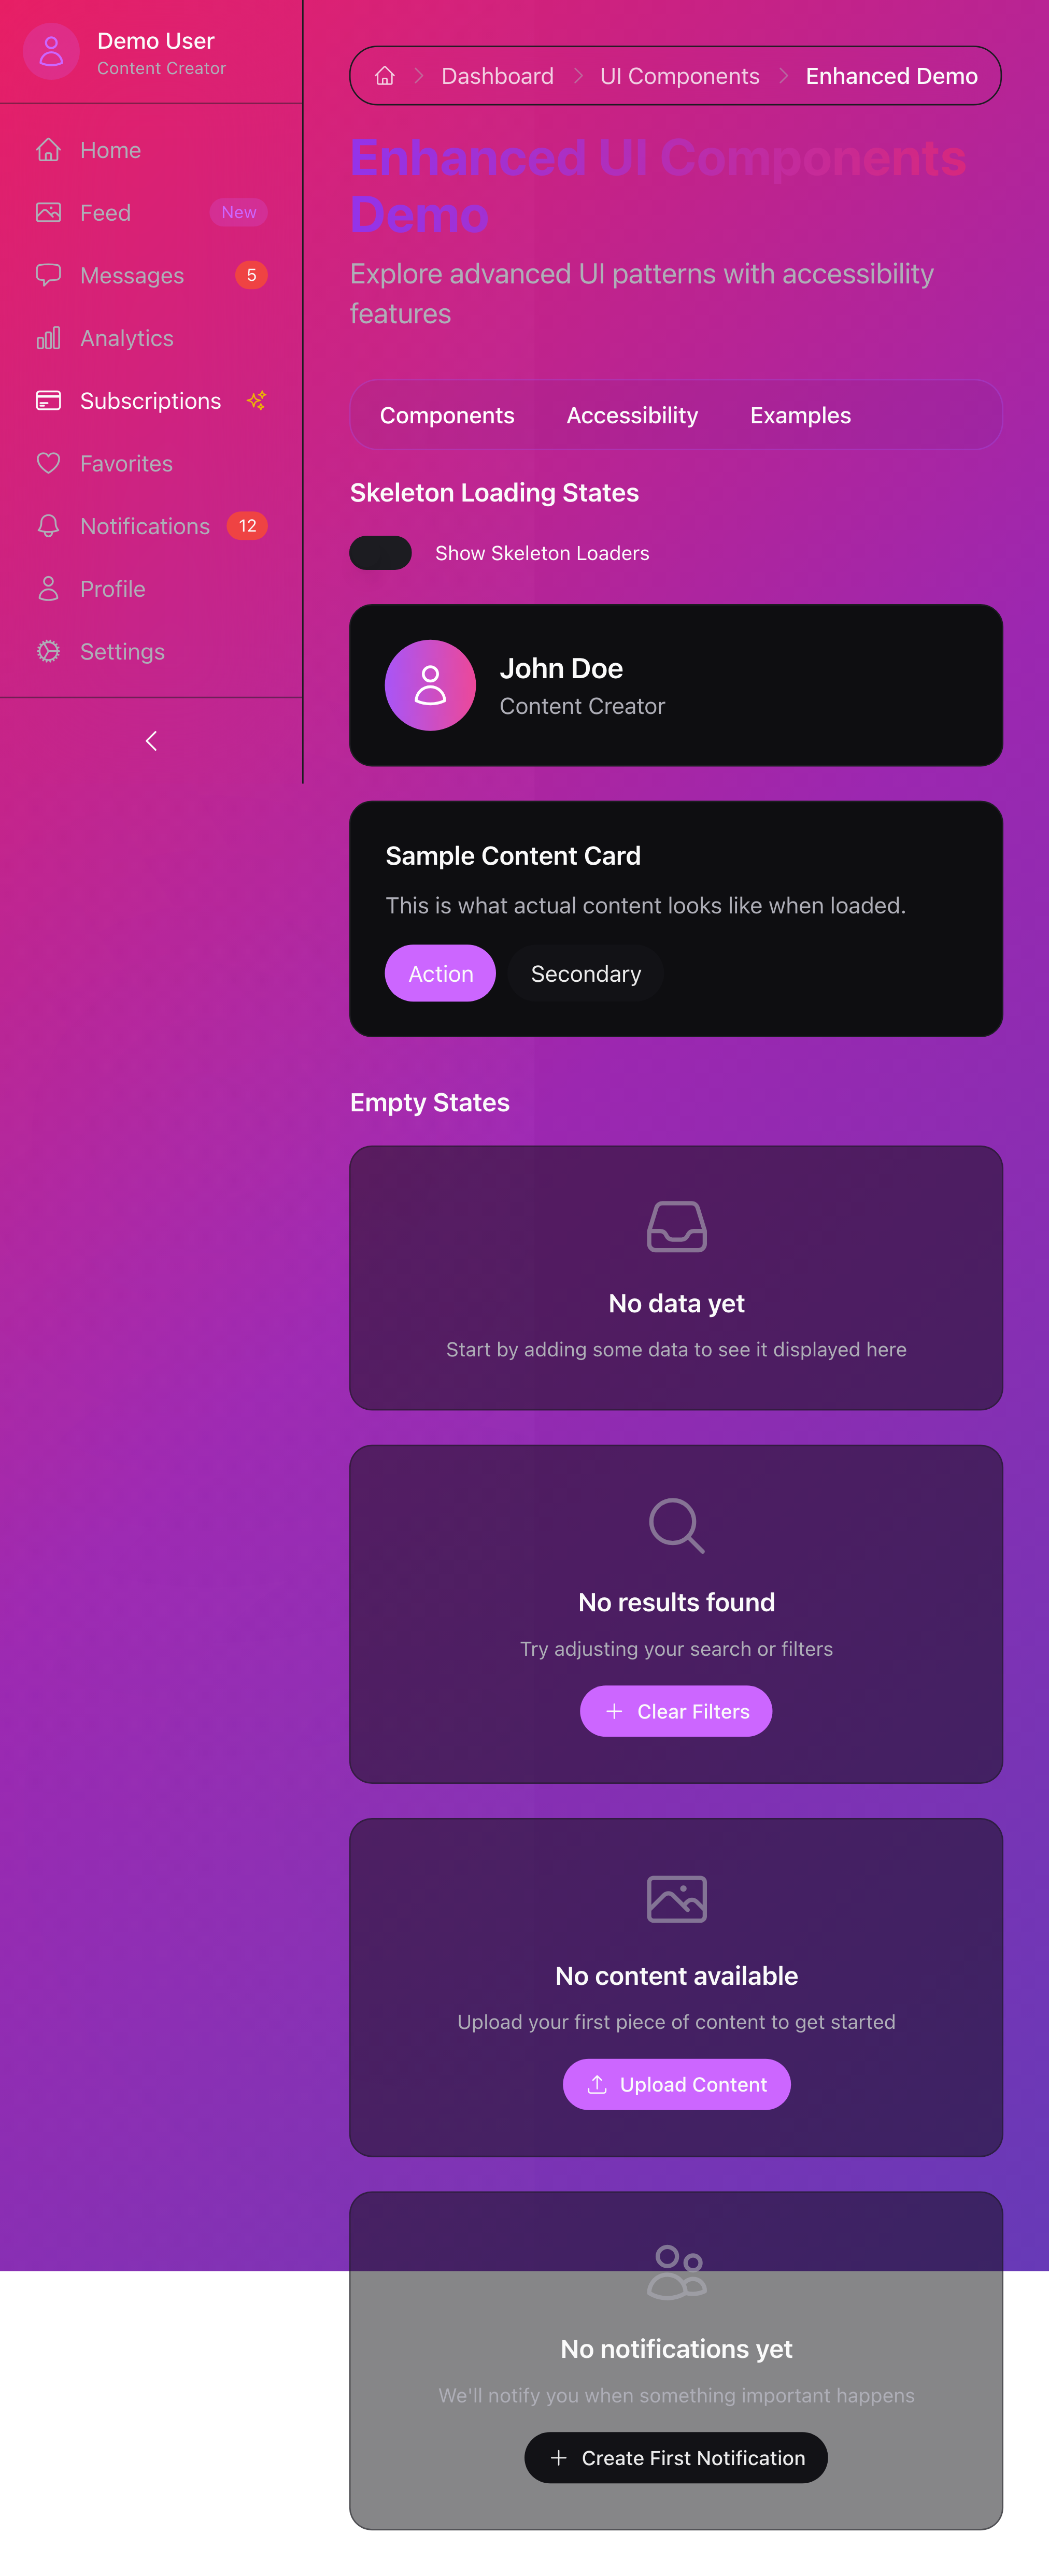 Demo User
Content Creator
Home
Feed New
Messages 5
Analytics
Subscriptions
Favorites
Notifications 12
Profile
Settings
Dashboard UI Components Enhanced Demo
Enhanced UI Components
Demo
Explore advanced UI patterns with accessibility
features
Components Accessibility Examples
Skeleton Loading States
Show Skeleton Loaders
John Doe
Content Creator
Sample Content Card
This is what actual content looks like when loaded.
Action Secondary
Empty States
No data yet
Start by adding some data to see it displayed here
No results found
Try adjusting your search or filters
Clear Filters
No content available
Upload your first piece of content to get started
Upload Content
No notifications yet
We'll notify you when something important happens
Create First Notification